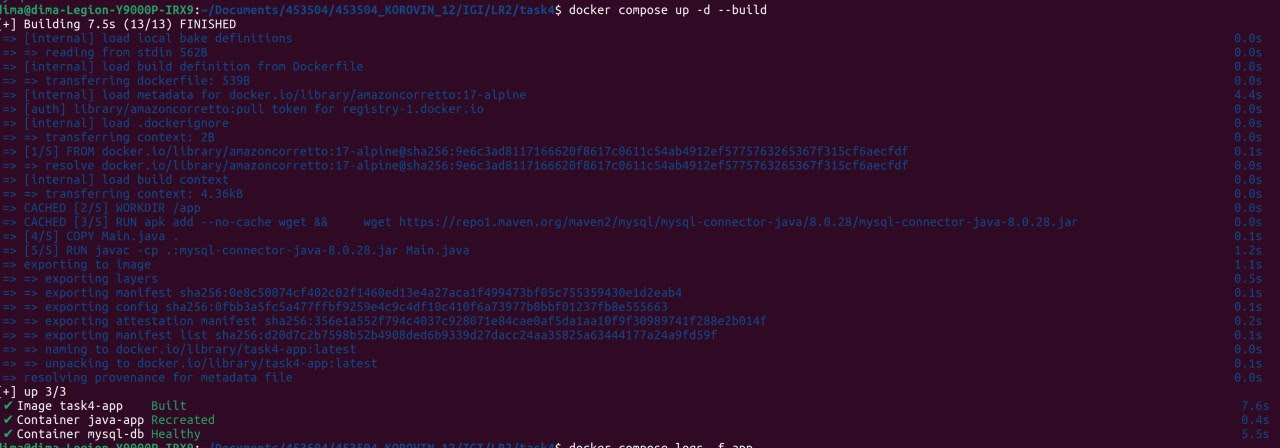 dima@dima-Legion-Y9000P-IRX9:~/Documents/453504/453504_KOROVIN_12/IGI/LR2/task4$ docker compose up -d --build
[+] Building 7.5s (13/13) FINISHED
=> [internal] load local bake definitions 0.0s
=> => reading from stdin 562B 0.0s
=> [internal] load build definition from Dockerfile 0.0s
=> => transferring dockerfile: 539B 0.0s
=> [internal] load metadata for docker.io/library/amazoncorretto:17-alpine 4.4s
=> [auth] library/amazoncorretto:pull token for registry-1.docker.io 0.0s
=> [internal] load .dockerignore 0.0s
=> => transferring context: 2B 0.0s
=> [1/5] FROM docker.io/library/amazoncorretto:17-alpine@sha256:9e6c3ad8117166620f8617c0611c54ab4912ef5775763265367f315cf6aecfdf 0.1s
=> => resolve docker.io/library/amazoncorretto:17-alpine@sha256:9e6c3ad8117166620f8617c0611c54ab4912ef5775763265367f315cf6aecfdf 0.0s
=> [internal] load build context 0.0s
=> => transferring context: 4.36kB 0.0s
=> CACHED [2/5] WORKDIR /app 0.0s
=> CACHED [3/5] RUN apk add --no-cache wget &&     wget https://repo1.maven.org/maven2/mysql/mysql-connector-java/8.0.28/mysql-connector-java-8.0.28.jar 0.0s
=> [4/5] COPY Main.java . 0.1s
=> [5/5] RUN javac -cp .:mysql-connector-java-8.0.28.jar Main.java 1.2s
=> exporting to image 1.1s
=> => exporting layers 0.5s
=> => exporting manifest sha256:0e8c50074cf402c02f1460ed13e4a27aca1f499473bf05c755359430e1d2eab4 0.1s
=> => exporting config sha256:0fbb3a5fc5a477ffbf9259e4c9c4df10c410f6a73977b0bbf01237fb8e555663 0.1s
=> => exporting attestation manifest sha256:356e1a552f794c4037c928071e84cae0af5da1aa10f9f30989741f288e2b014f 0.2s
=> => exporting manifest list sha256:d20d7c2b7598b52b4908ded6b9339d27dacc24aa35825a63444177a24a9fd59f 0.1s
=> => naming to docker.io/library/task4-app:latest 0.0s
=> => unpacking to docker.io/library/task4-app:latest 0.1s
=> resolving provenance for metadata file 0.0s
[+] up 3/3
✔ Image task4-app Built 7.6s
✔ Container java-app Recreated 0.4s
✔ Container mysql-db Healthy 5.5s
dima@dima-Legion-Y9000P-IRX9:~/Documents/453504/453504_KOROVIN_12/IGI/LR2/task4$ docker compose logs -f app